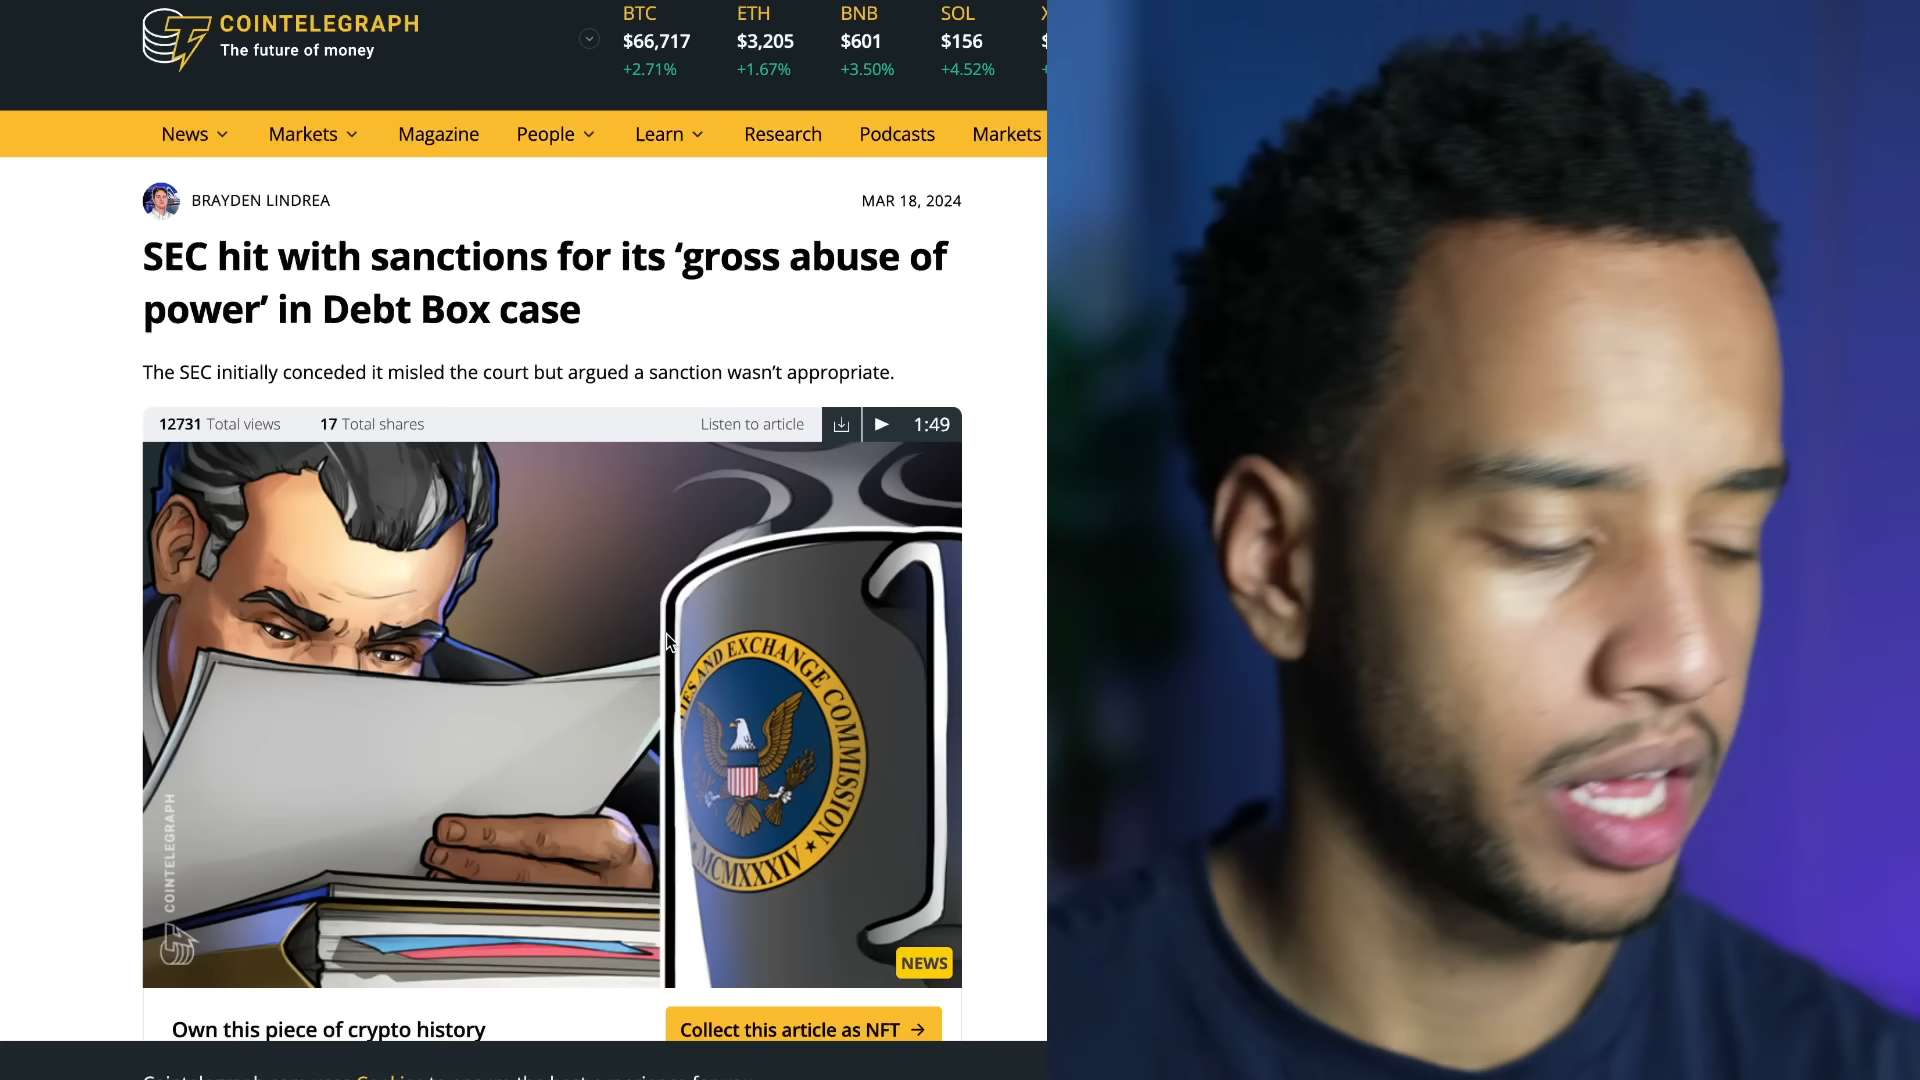 COINTELEGRAPH
The future of money
BTC
$66,717
+2.71%
ETH
$3,205
+1.67%
BNB
$601
+3.50%
SOL
$156
+4.52%
News
Markets
Magazine
People
Learn
Research
Podcasts
Markets
BRAYDEN LINDREA
MAR 18, 2024
SEC hit with sanctions for its ‘gross abuse of
power’ in Debt Box case
The SEC initially conceded it misled the court but argued a sanction wasn’t appropriate.
12731 Total views
17 Total shares
Listen to article
1:49
AND EXCHANGE COMMISSION
MCMXXXIV
COINTELEGRAPH
NEWS
Own this piece of crypto history
Collect this article as NFT →